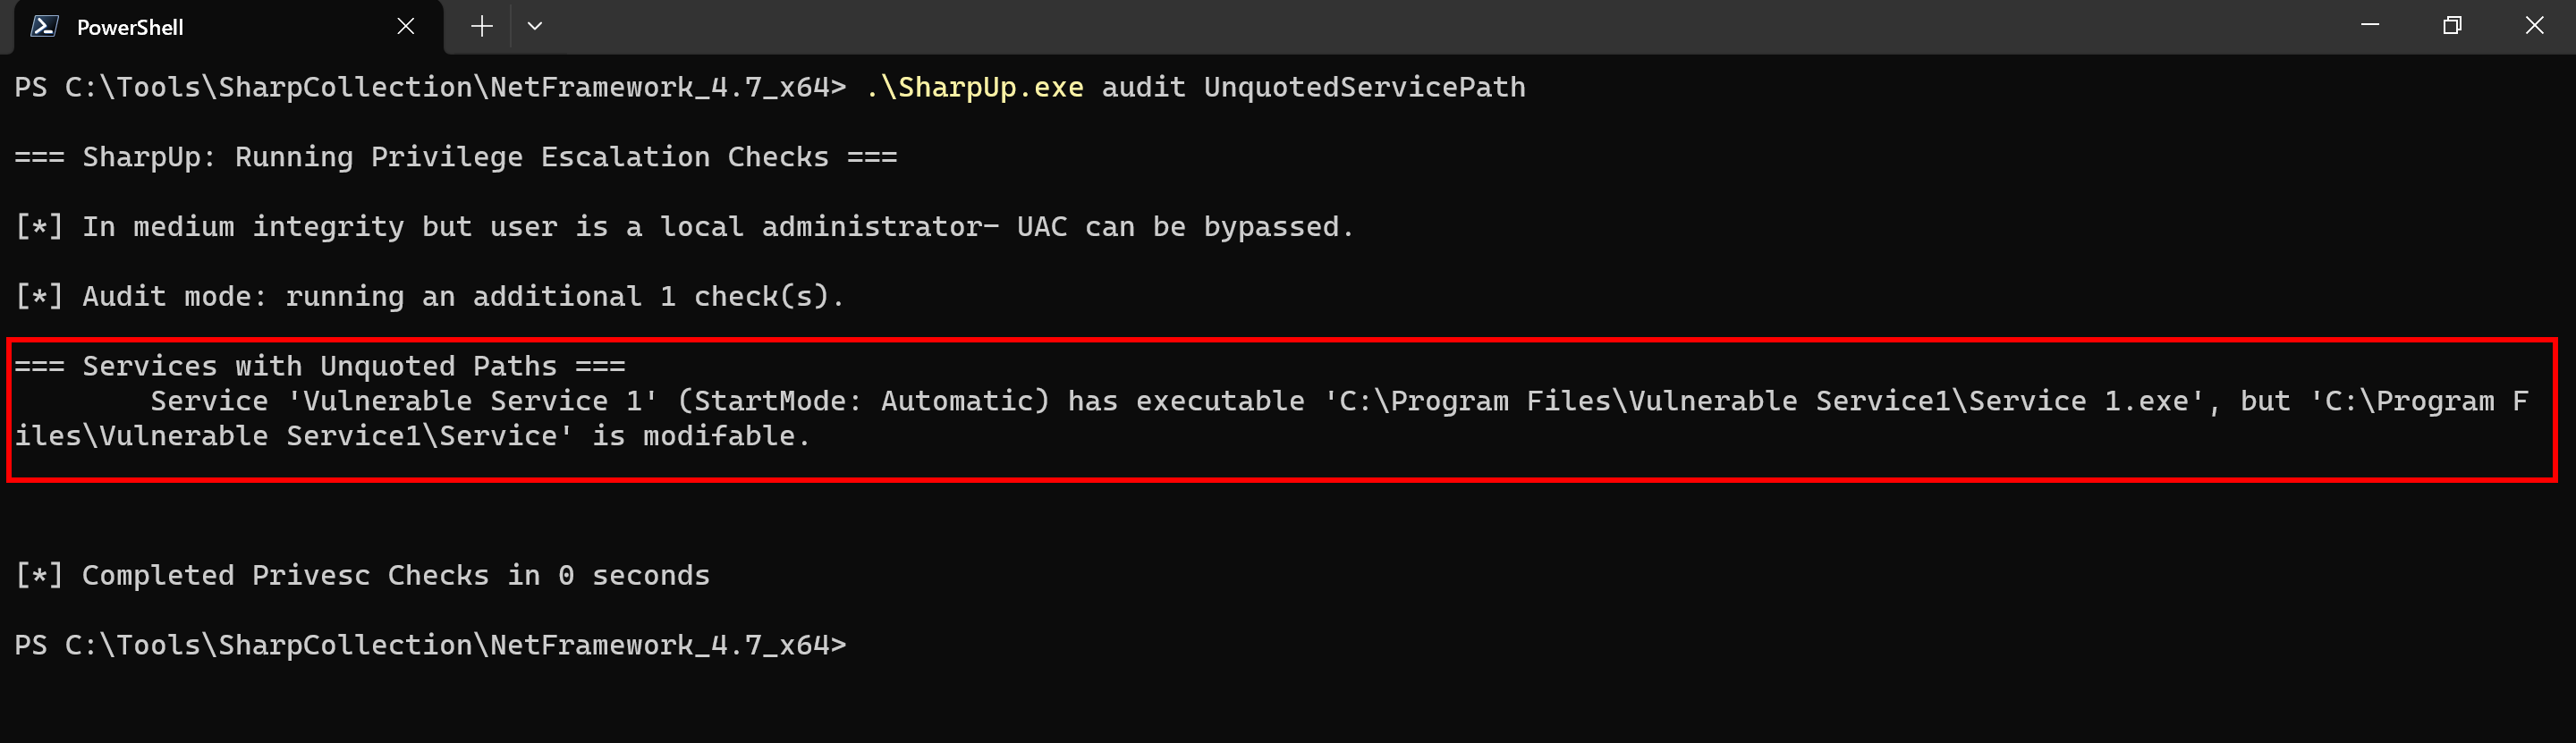 PowerShell
PS C:\Tools\SharpCollection\NetFramework_4.7_x64> .\SharpUp.exe audit UnquotedServicePath
=== SharpUp: Running Privilege Escalation Checks ===
[*] In medium integrity but user is a local administrator- UAC can be bypassed.
[*] Audit mode: running an additional 1 check(s).
=== Services with Unquoted Paths ===
Service 'Vulnerable Service 1' (StartMode: Automatic) has executable 'C:\Program Files\Vulnerable Service1\Service 1.exe', but 'C:\Program F
iles\Vulnerable Service1\Service' is modifable.
[*] Completed Privesc Checks in 0 seconds
PS C:\Tools\SharpCollection\NetFramework_4.7_x64>